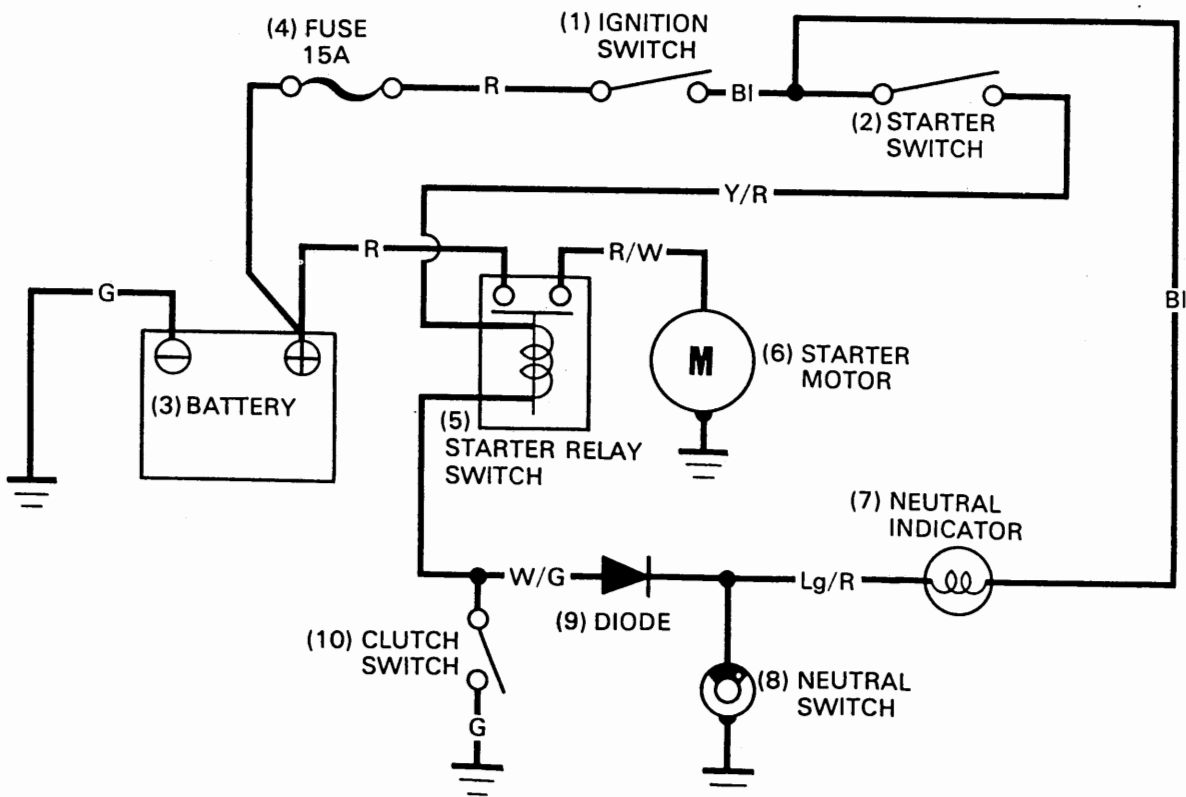 (4) FUSE
15A
(1) IGNITION
SWITCH
R
Bl
(2) STARTER
SWITCH
Y/R
R
R/W
G
Bl
M
(6) STARTER
MOTOR
(3) BATTERY
(5)
STARTER RELAY
SWITCH
(7) NEUTRAL
INDICATOR
W/G
Lg/R
(9) DIODE
(10) CLUTCH
SWITCH
(8) NEUTRAL
SWITCH
G